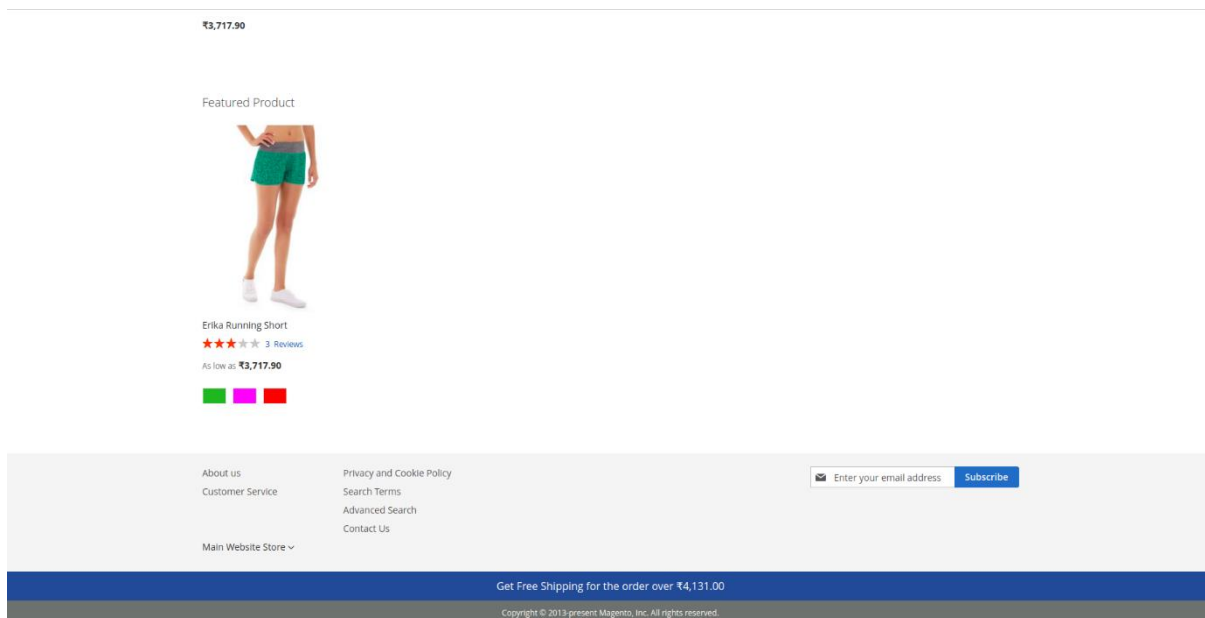 ₹3,717.90
Featured Product
Erika Running Short
3 Reviews
As low as ₹3,717.90
About us
Customer Service
Main Website Store
Privacy and Cookie Policy
Search Terms
Advanced Search
Contact Us
Enter your email address
Subscribe
Get Free Shipping for the order over ₹4,131.00
Copyright © 2013-present Magento, Inc. All rights reserved.